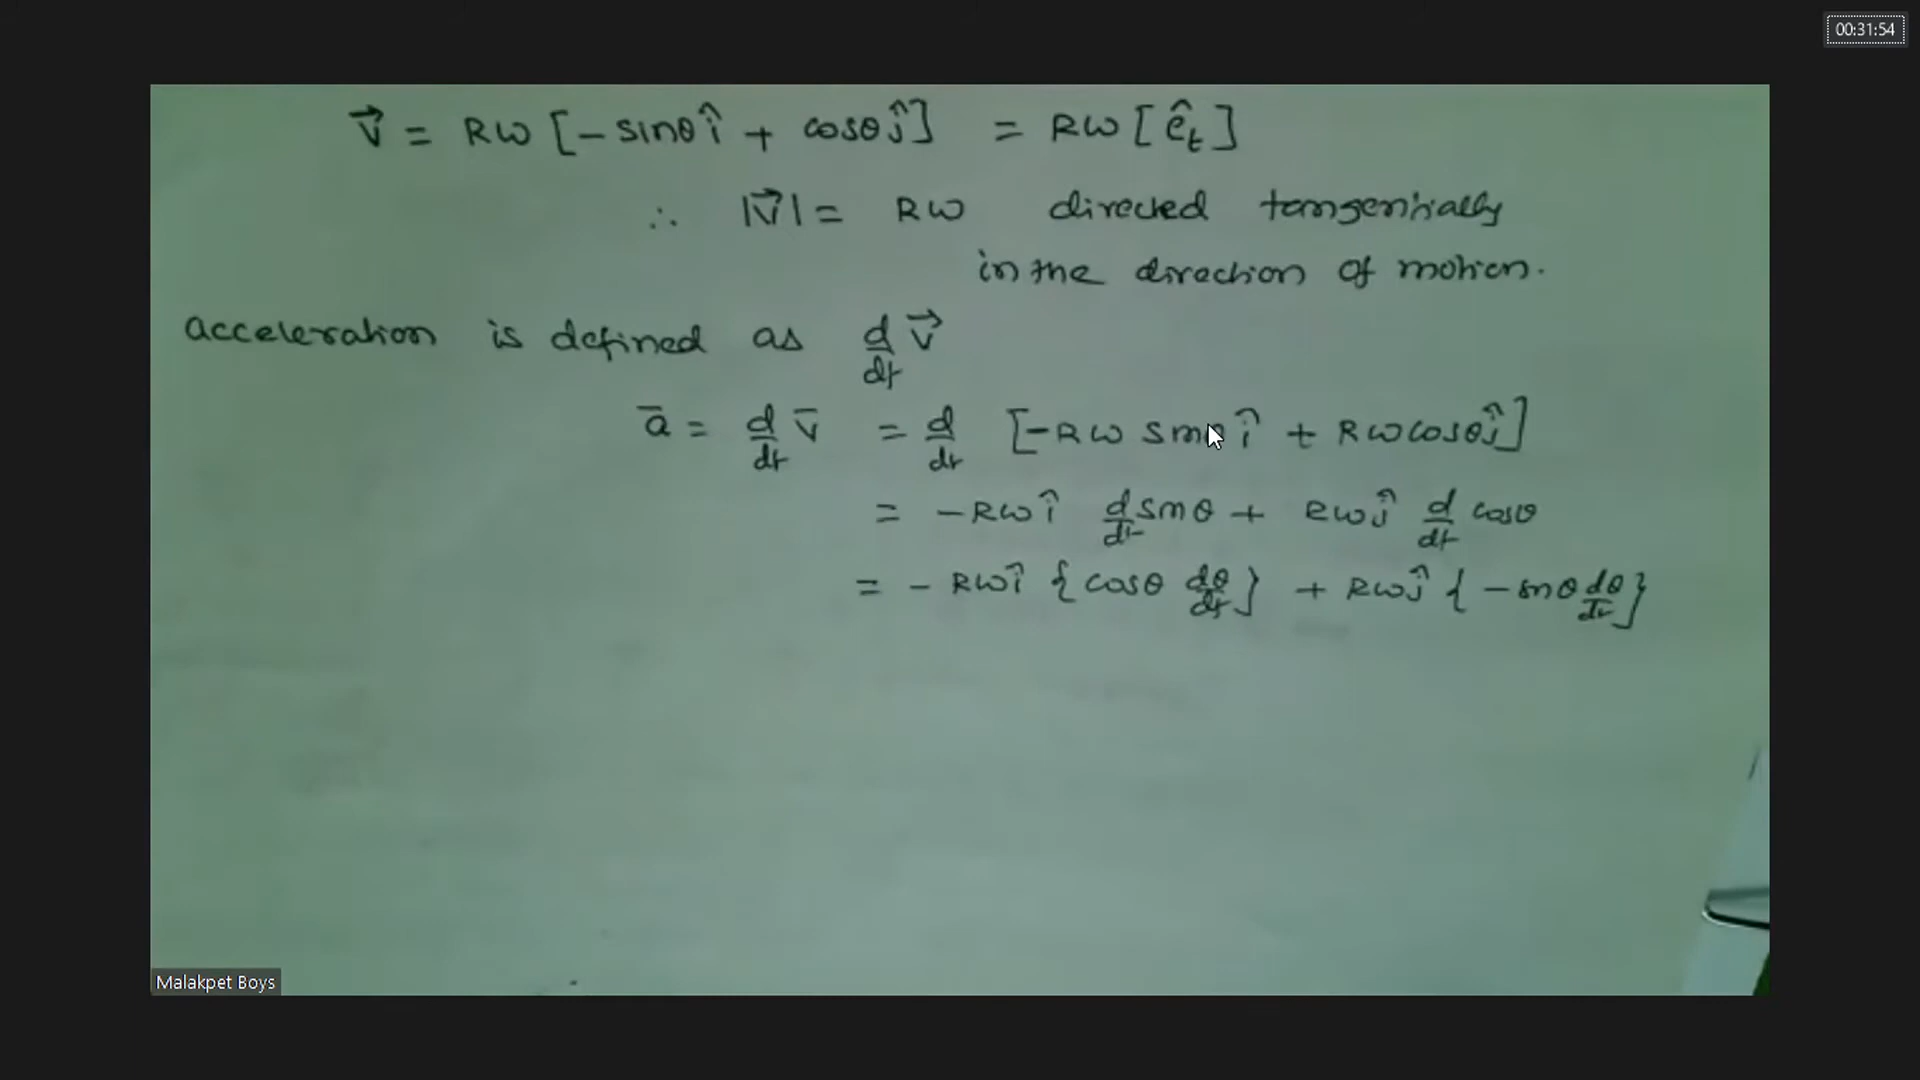 00:31:54
V⃗ = Rω [-sinθ î + cosθ ĵ] = Rω [ê_t]
∴ |V⃗| = Rω directed tangentially
in the direction of motion.
acceleration is defined as d/dt V⃗
a̅ = d/dt v̅ = d/dt [-Rω sinθ î + Rω cosθ ĵ]
= -Rω î d/dt sinθ + Rω ĵ d/dt cosθ
= - Rω î {cosθ dθ/dt} + Rω ĵ {- sinθ dθ/dt}
Malakpet Boys